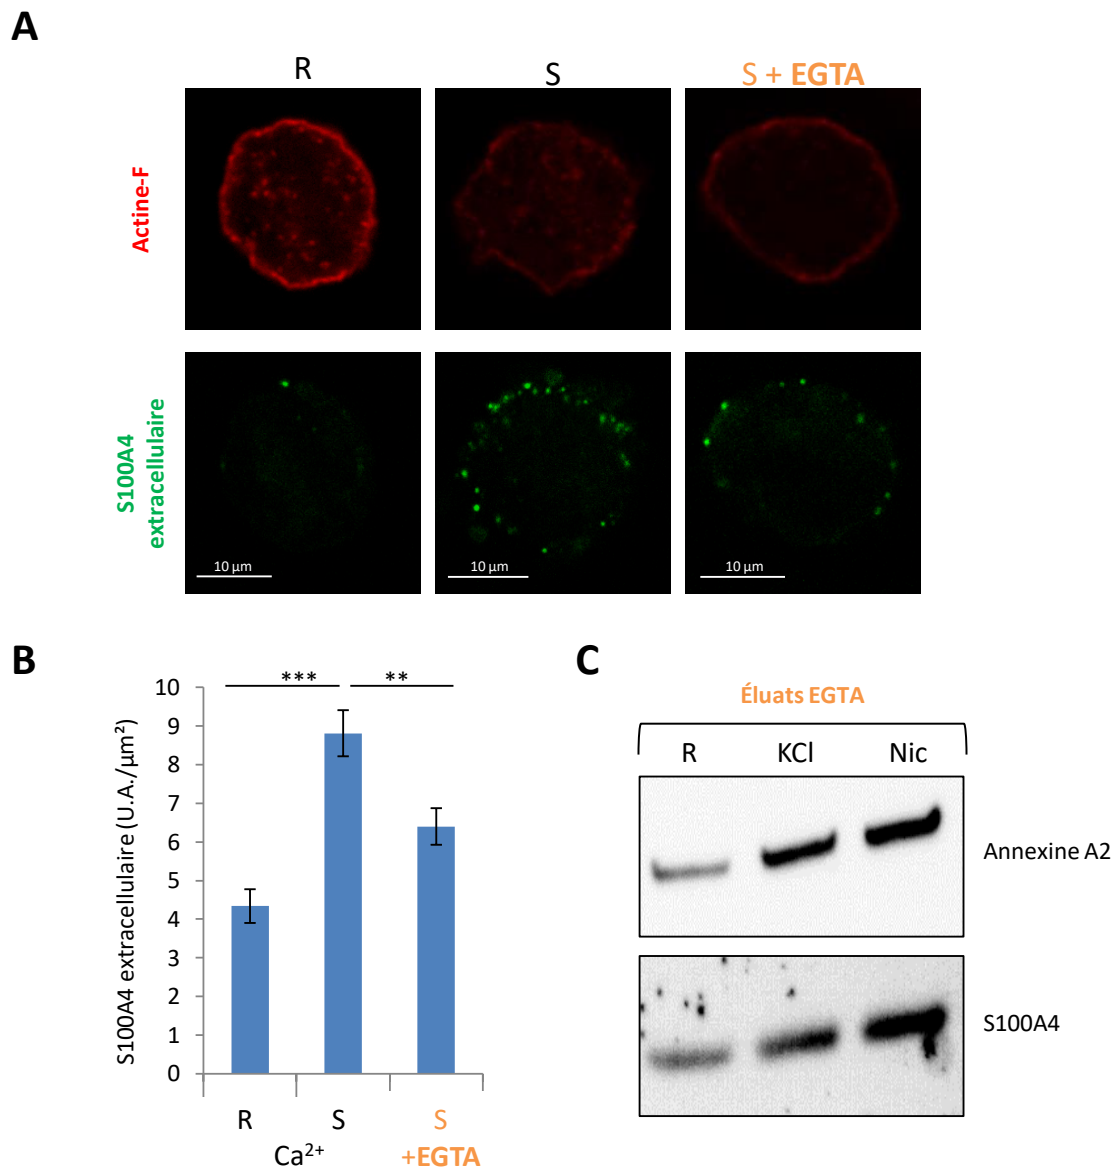 A
R
S
S + EGTA
Actine-F
S100A4
extracellulaire
10 µm
10 µm
10 µm
B
S100A4 extracellulaire (U.A./µm²)
10
9
8
7
6
5
4
3
2
1
0
***
**
R
S
S
Ca²⁺
+EGTA
C
Éluats EGTA
R
KCl
Nic
Annexine A2
S100A4